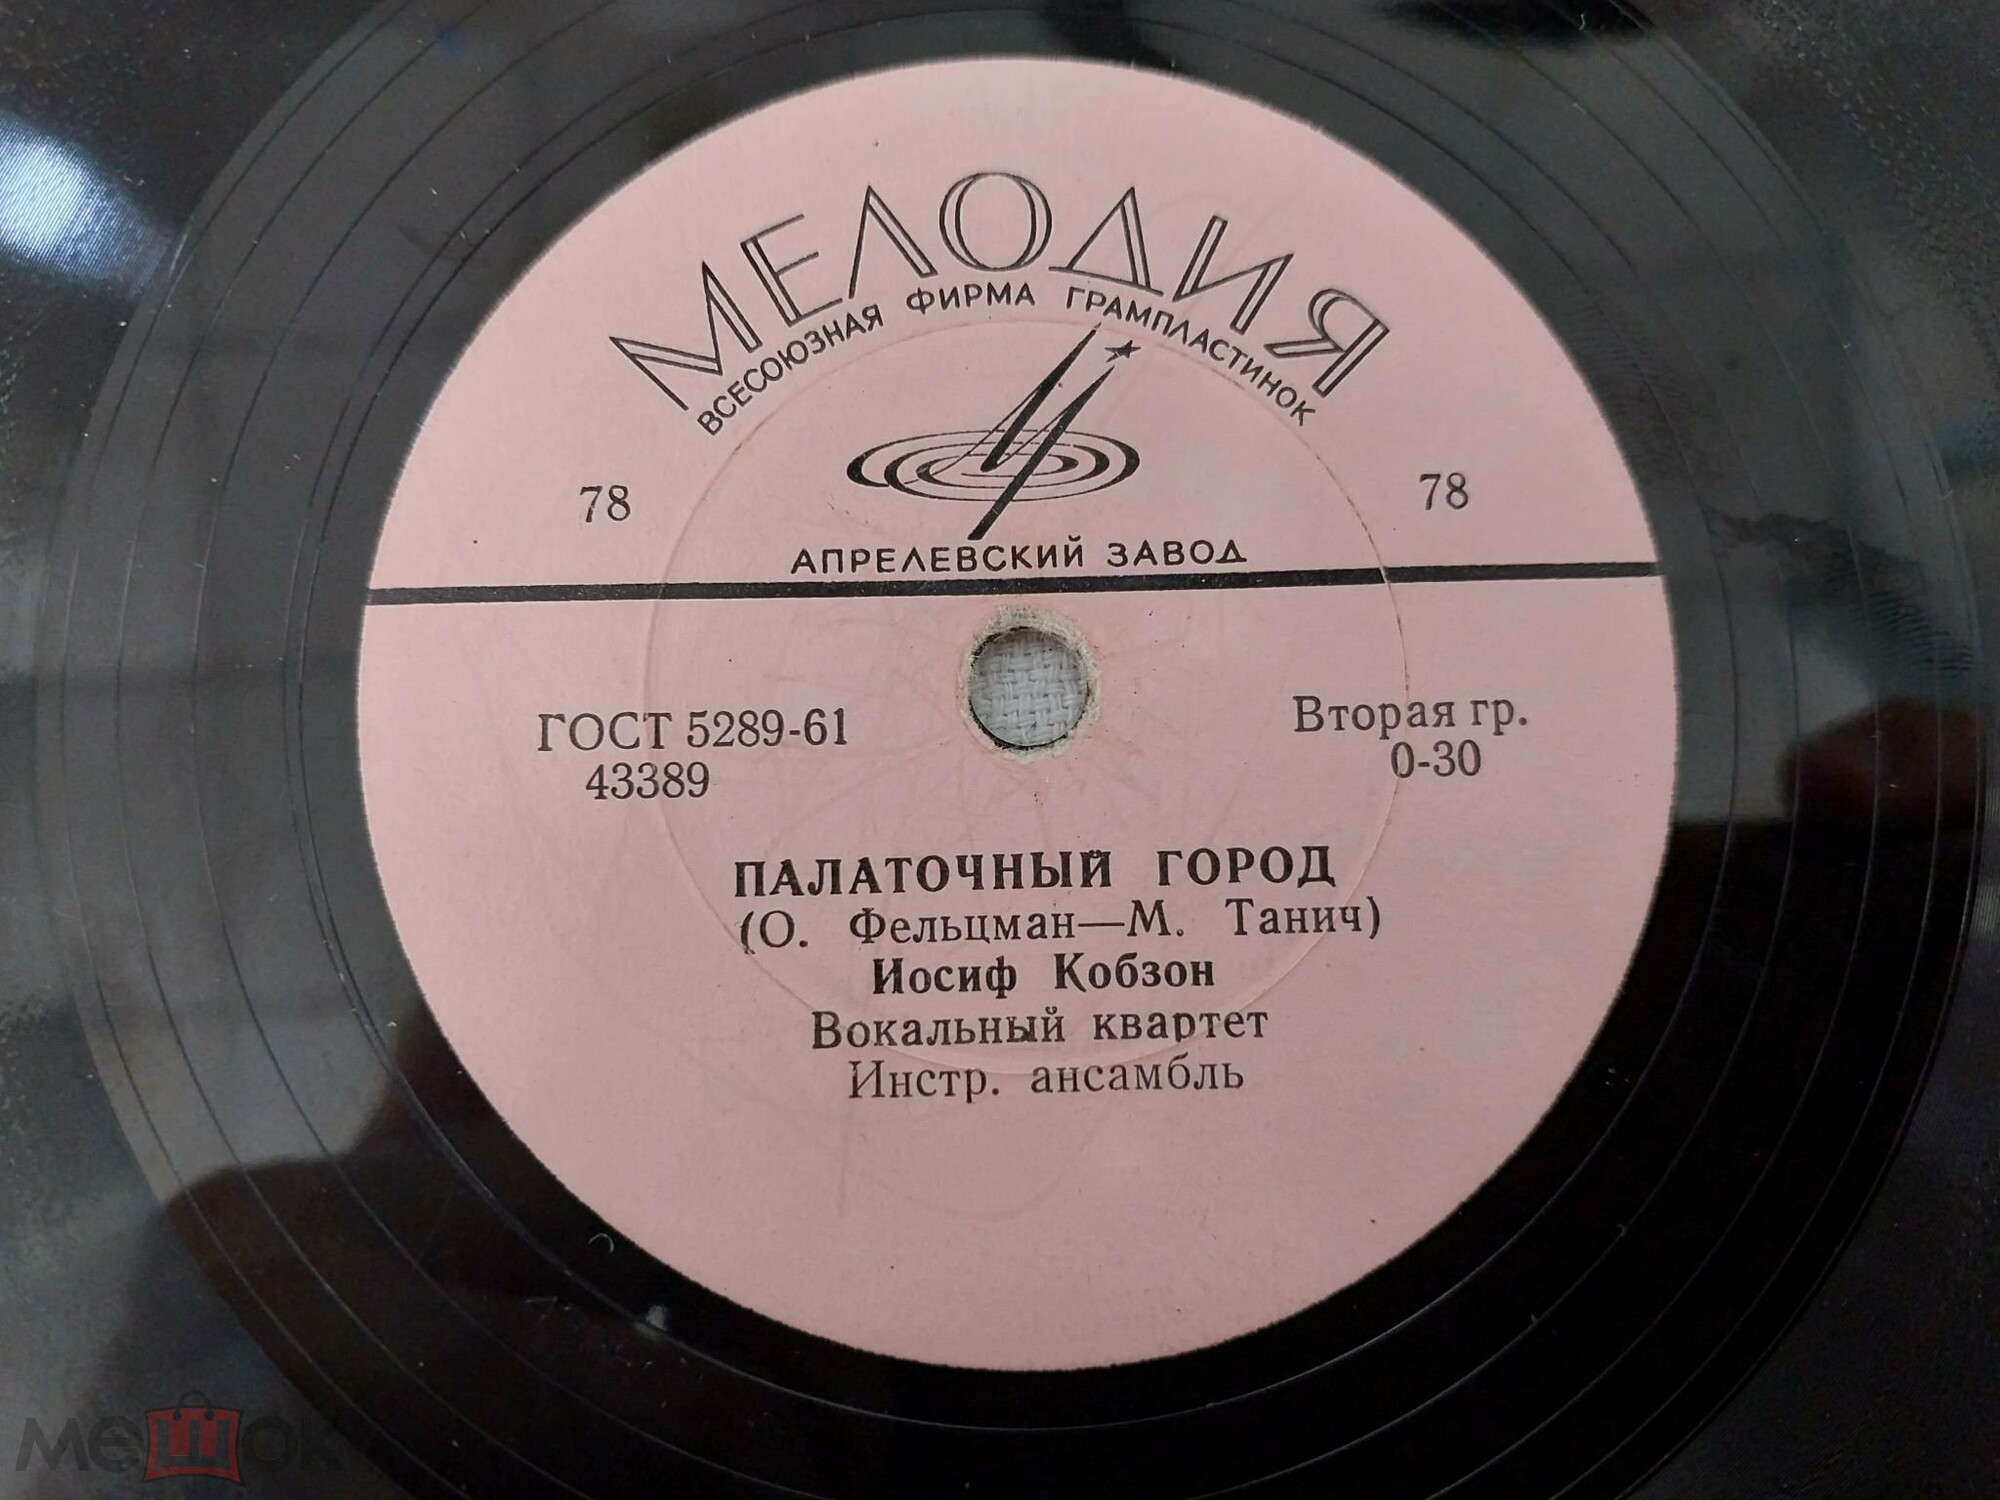 МЕЛОДИЯ
ВСЕСОЮЗНАЯ ФИРМА ГРАМПЛАСТИНОК
78 78
АПРЕЛЕВСКИЙ ЗАВОД
ГОСТ 5289-61 Вторая гр.
43389 0-30
ПАЛАТОЧНЫЙ ГОРОД
(О. Фельцман—М. Танич)
Иосиф Кобзон
Вокальный квартет
Инстр. ансамбль
мешок